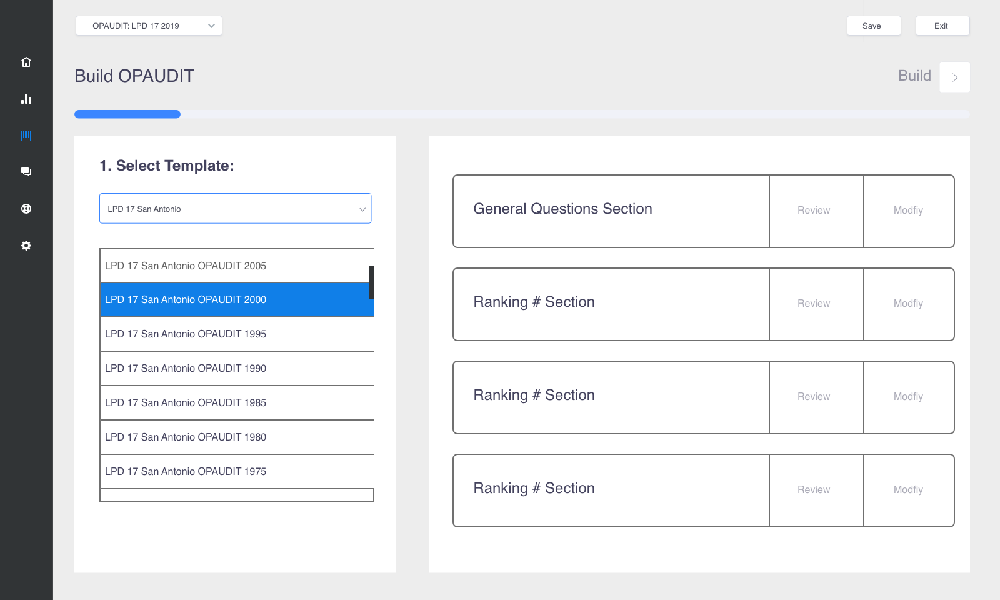 OPAUDIT: LPD 17 2019
Save
Exit
Build OPAUDIT
Build
1. Select Template:
LPD 17 San Antonio
LPD 17 San Antonio OPAUDIT 2005
LPD 17 San Antonio OPAUDIT 2000
LPD 17 San Antonio OPAUDIT 1995
LPD 17 San Antonio OPAUDIT 1990
LPD 17 San Antonio OPAUDIT 1985
LPD 17 San Antonio OPAUDIT 1980
LPD 17 San Antonio OPAUDIT 1975
General Questions Section
Review
Modfiy
Ranking # Section
Review
Modfiy
Ranking # Section
Review
Modfiy
Ranking # Section
Review
Modfiy